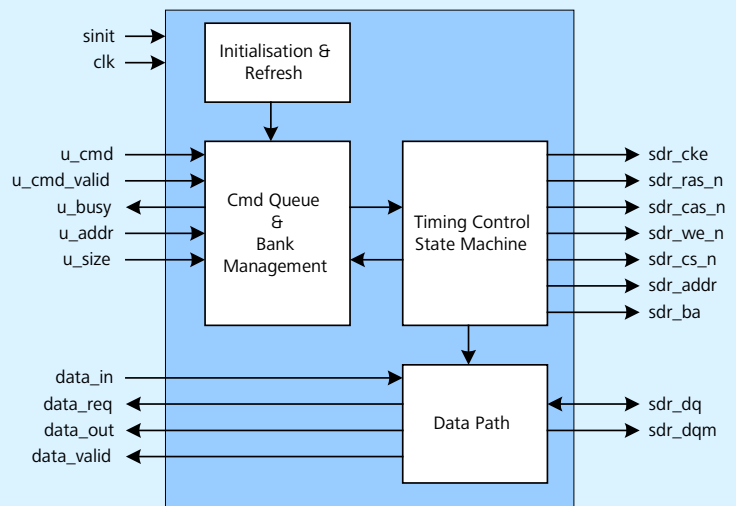 sinit
clk
Initialisation &
Refresh
u_cmd
u_cmd_valid
u_busy
u_addr
u_size
Cmd Queue
&
Bank
Management
Timing Control
State Machine
sdr_cke
sdr_ras_n
sdr_cas_n
sdr_we_n
sdr_cs_n
sdr_addr
sdr_ba
data_in
data_req
data_out
data_valid
Data Path
sdr_dq
sdr_dqm